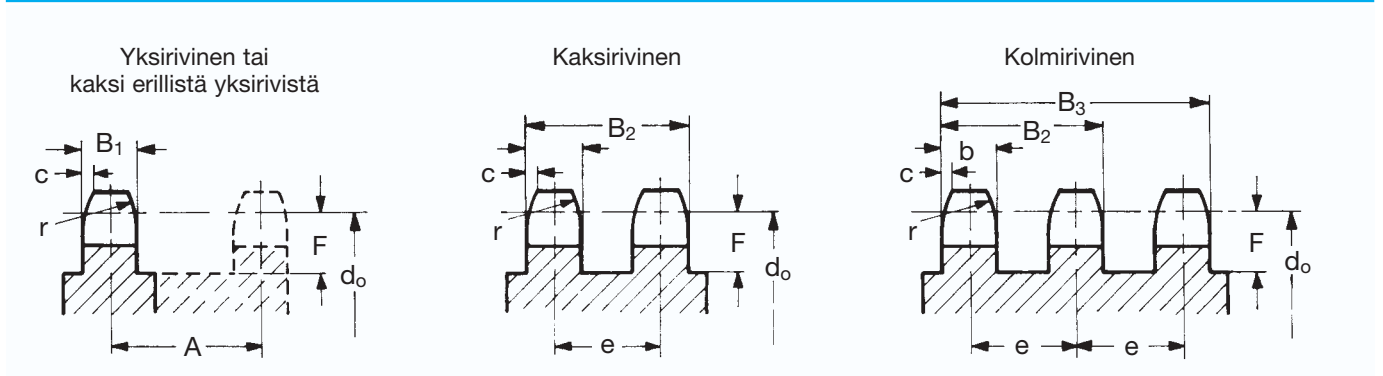 Yksirivinen tai
kaksi erillistä yksirivistä
B₁
c
r
F
dₒ
A
Kaksirivinen
B₂
c
r
F
dₒ
e
Kolmirivinen
B₃
B₂
b
c
r
F
dₒ
e e